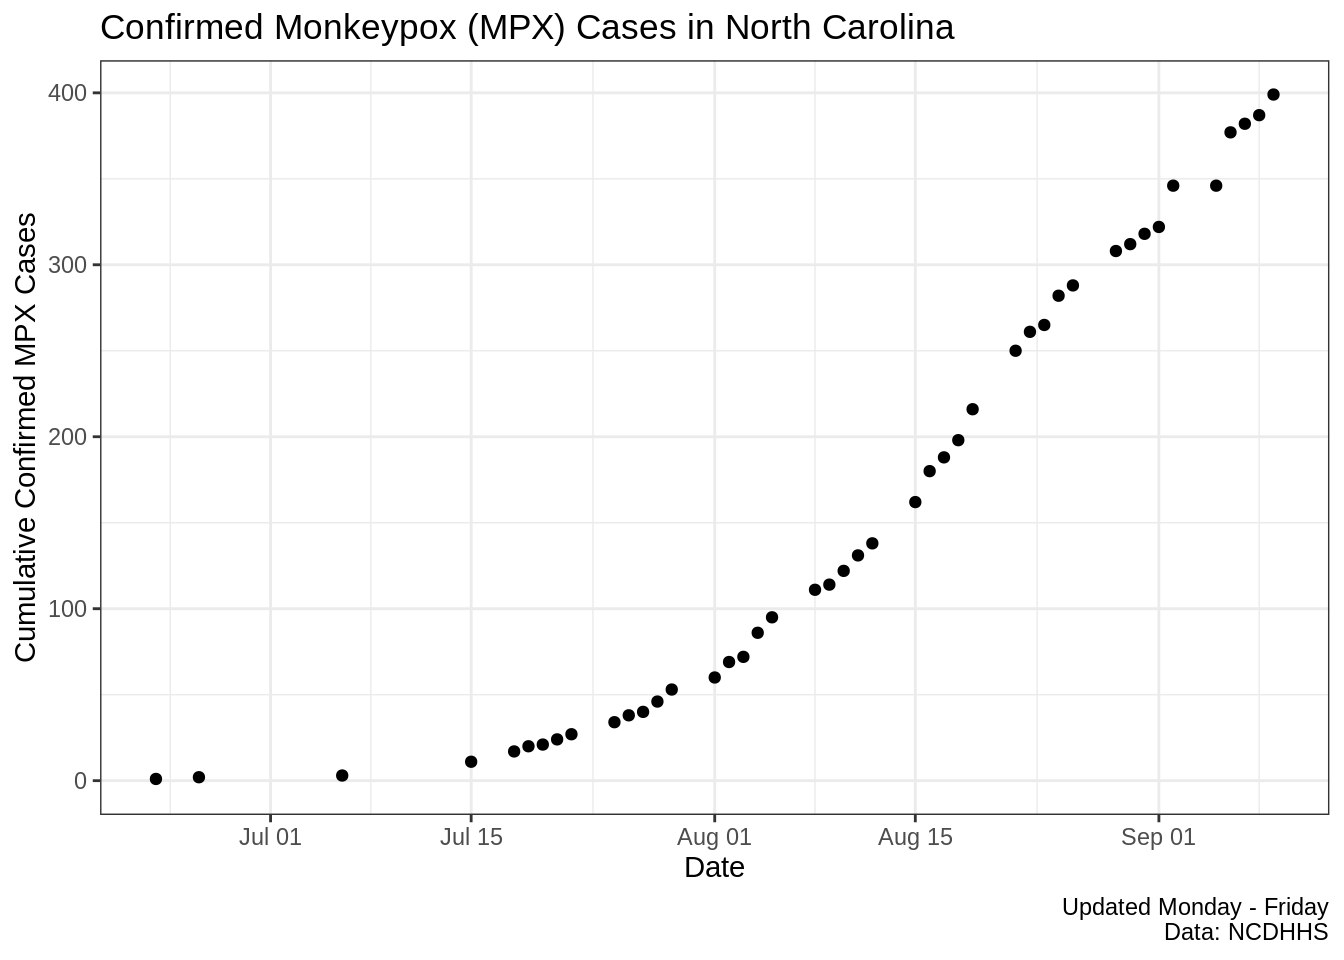 Confirmed Monkeypox (MPX) Cases in North Carolina
Cumulative Confirmed MPX Cases
400
300
200
100
0
Jul 01
Jul 15
Aug 01
Aug 15
Sep 01
Date
Updated Monday - Friday
Data: NCDHHS